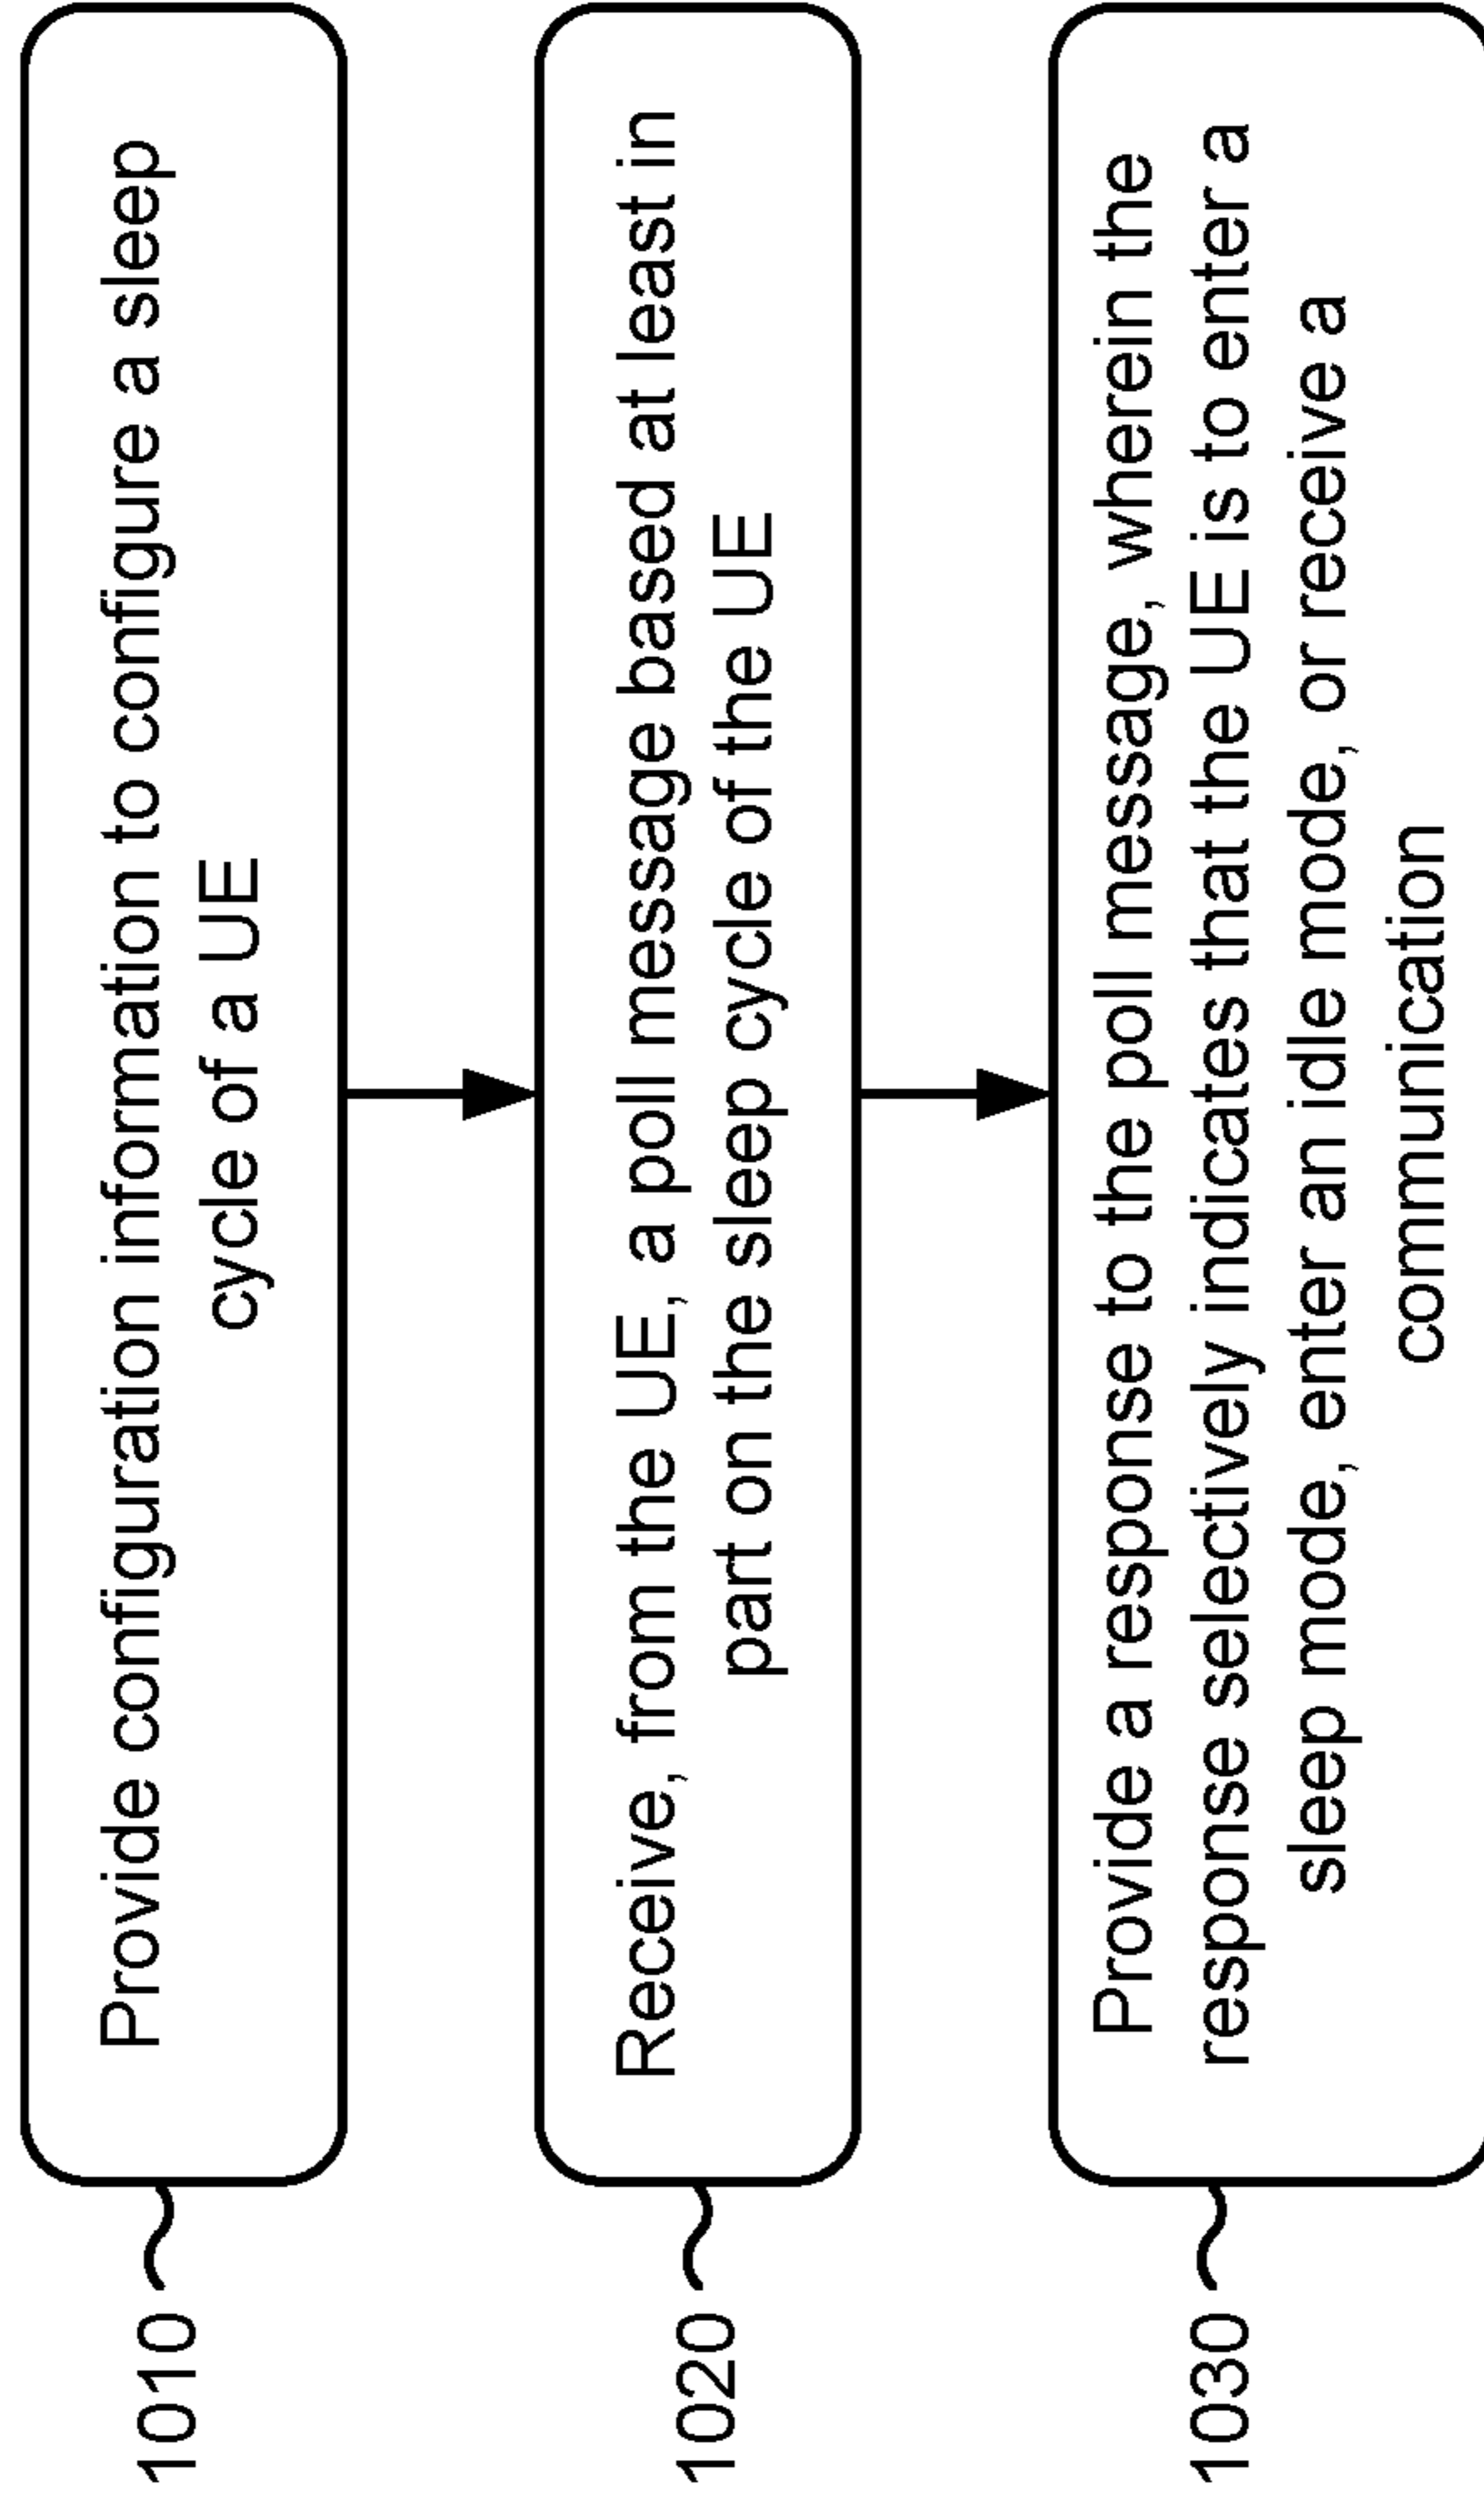 1010
Provide configuration information to configure a sleep
cycle of a UE
1020
Receive, from the UE, a poll message based at least in
part on the sleep cycle of the UE
1030
Provide a response to the poll message, wherein the
response selectively indicates that the UE is to enter a
sleep mode, enter an idle mode, or receive a
communication